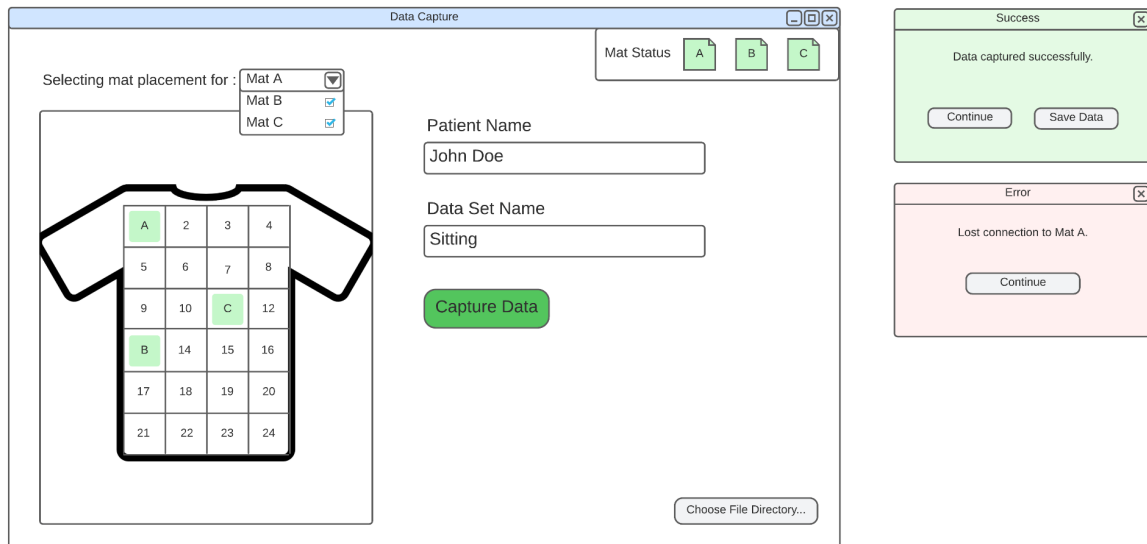 Data Capture
Mat Status A B C
Selecting mat placement for : Mat A
Mat B
Mat C
A 2 3 4
5 6 7 8
9 10 C 12
B 14 15 16
17 18 19 20
21 22 23 24
Patient Name
John Doe
Data Set Name
Sitting
Capture Data
Choose File Directory...
Success
Data captured successfully.
Continue Save Data
Error
Lost connection to Mat A.
Continue